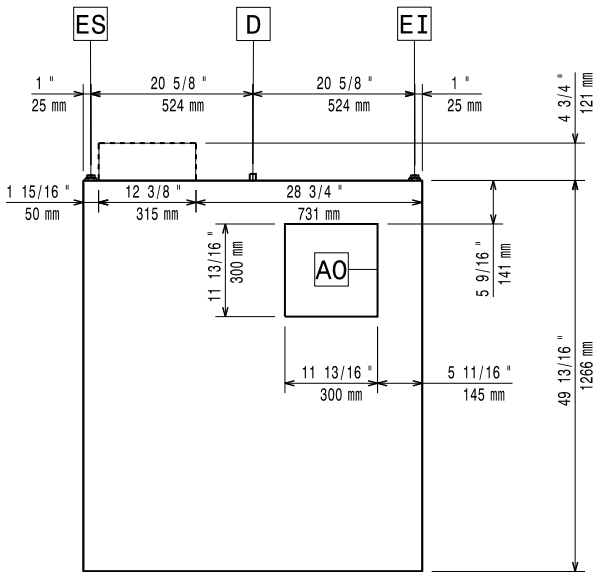 ES D EI
1 " 20 5/8 " 20 5/8 " 1 "
25 mm 524 mm 524 mm 25 mm
4 3/4 "
121 mm
1 15/16 " 12 3/8 " 28 3/4 "
50 mm 315 mm 731 mm
11 13/16 "
300 mm
AO
5 9/16 "
141 mm
11 13/16 " 5 11/16 "
300 mm 145 mm
49 13/16 "
1266 mm